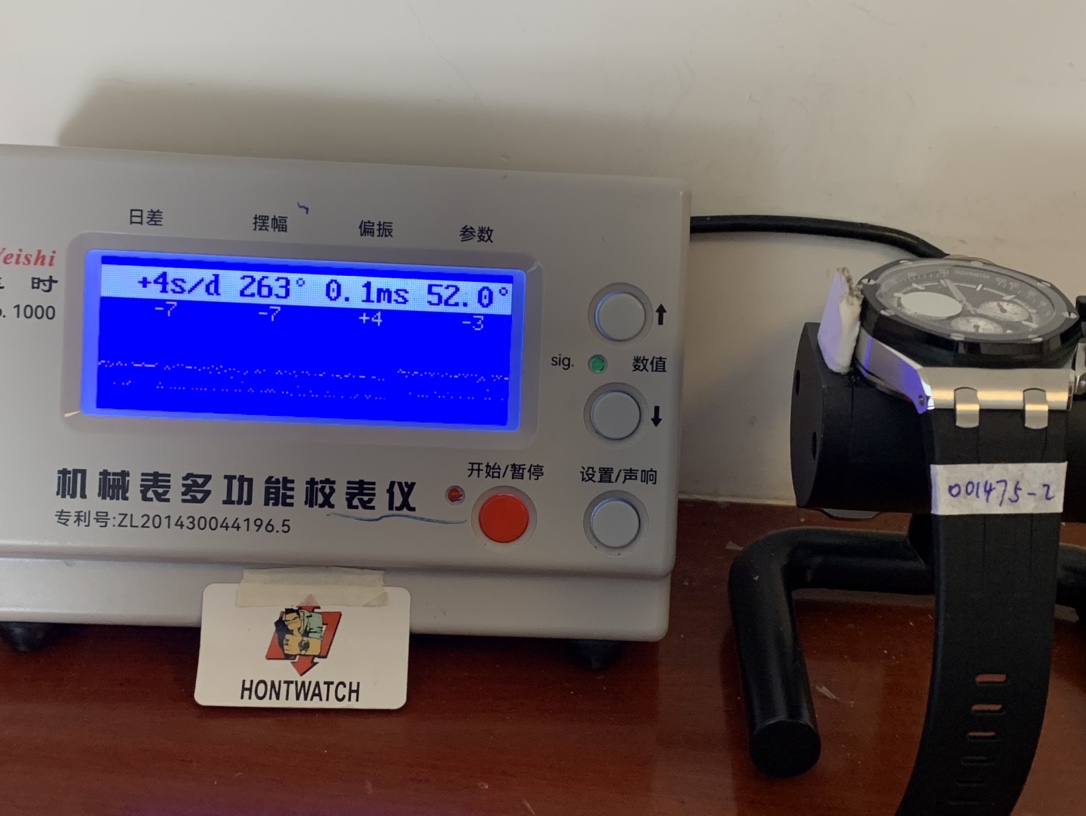 日差 摆幅 偏振 参数
eishi
时
. 1000
+4s/d 263° 0.1ms 52.0°
-7 -7 +4 -3
sig. 数值
机械表多功能校表仪
专利号:ZL201430044196.5
开始/暂停 设置/声响
HONTWATCH
001475-2